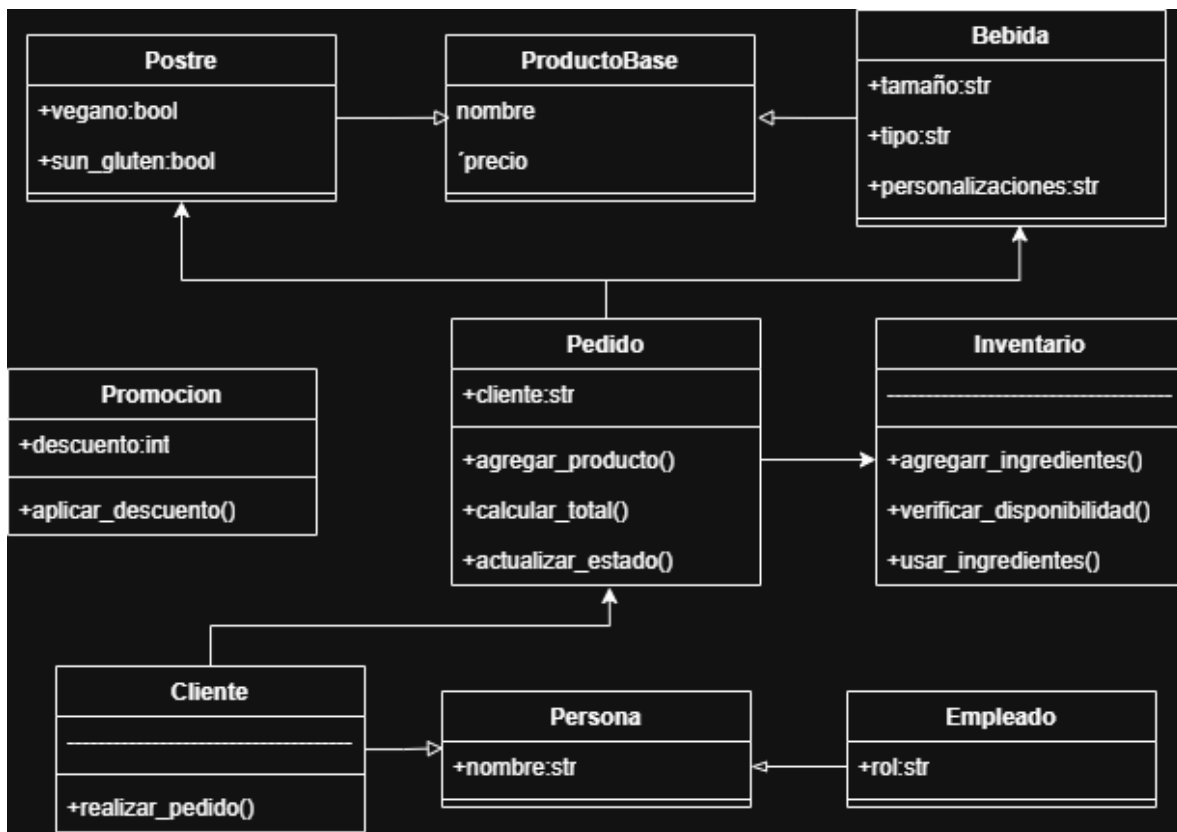 Postre
+vegano:bool
+sun_gluten:bool
ProductoBase
nombre
´precio
Bebida
+tamaño:str
+tipo:str
+personalizaciones:str
Promocion
+descuento:int
+aplicar_descuento()
Pedido
+cliente:str
+agregar_producto()
+calcular_total()
+actualizar_estado()
Inventario
+agregarr_ingredientes()
+verificar_disponibilidad()
+usar_ingredientes()
Cliente
+realizar_pedido()
Persona
+nombre:str
Empleado
+rol:str